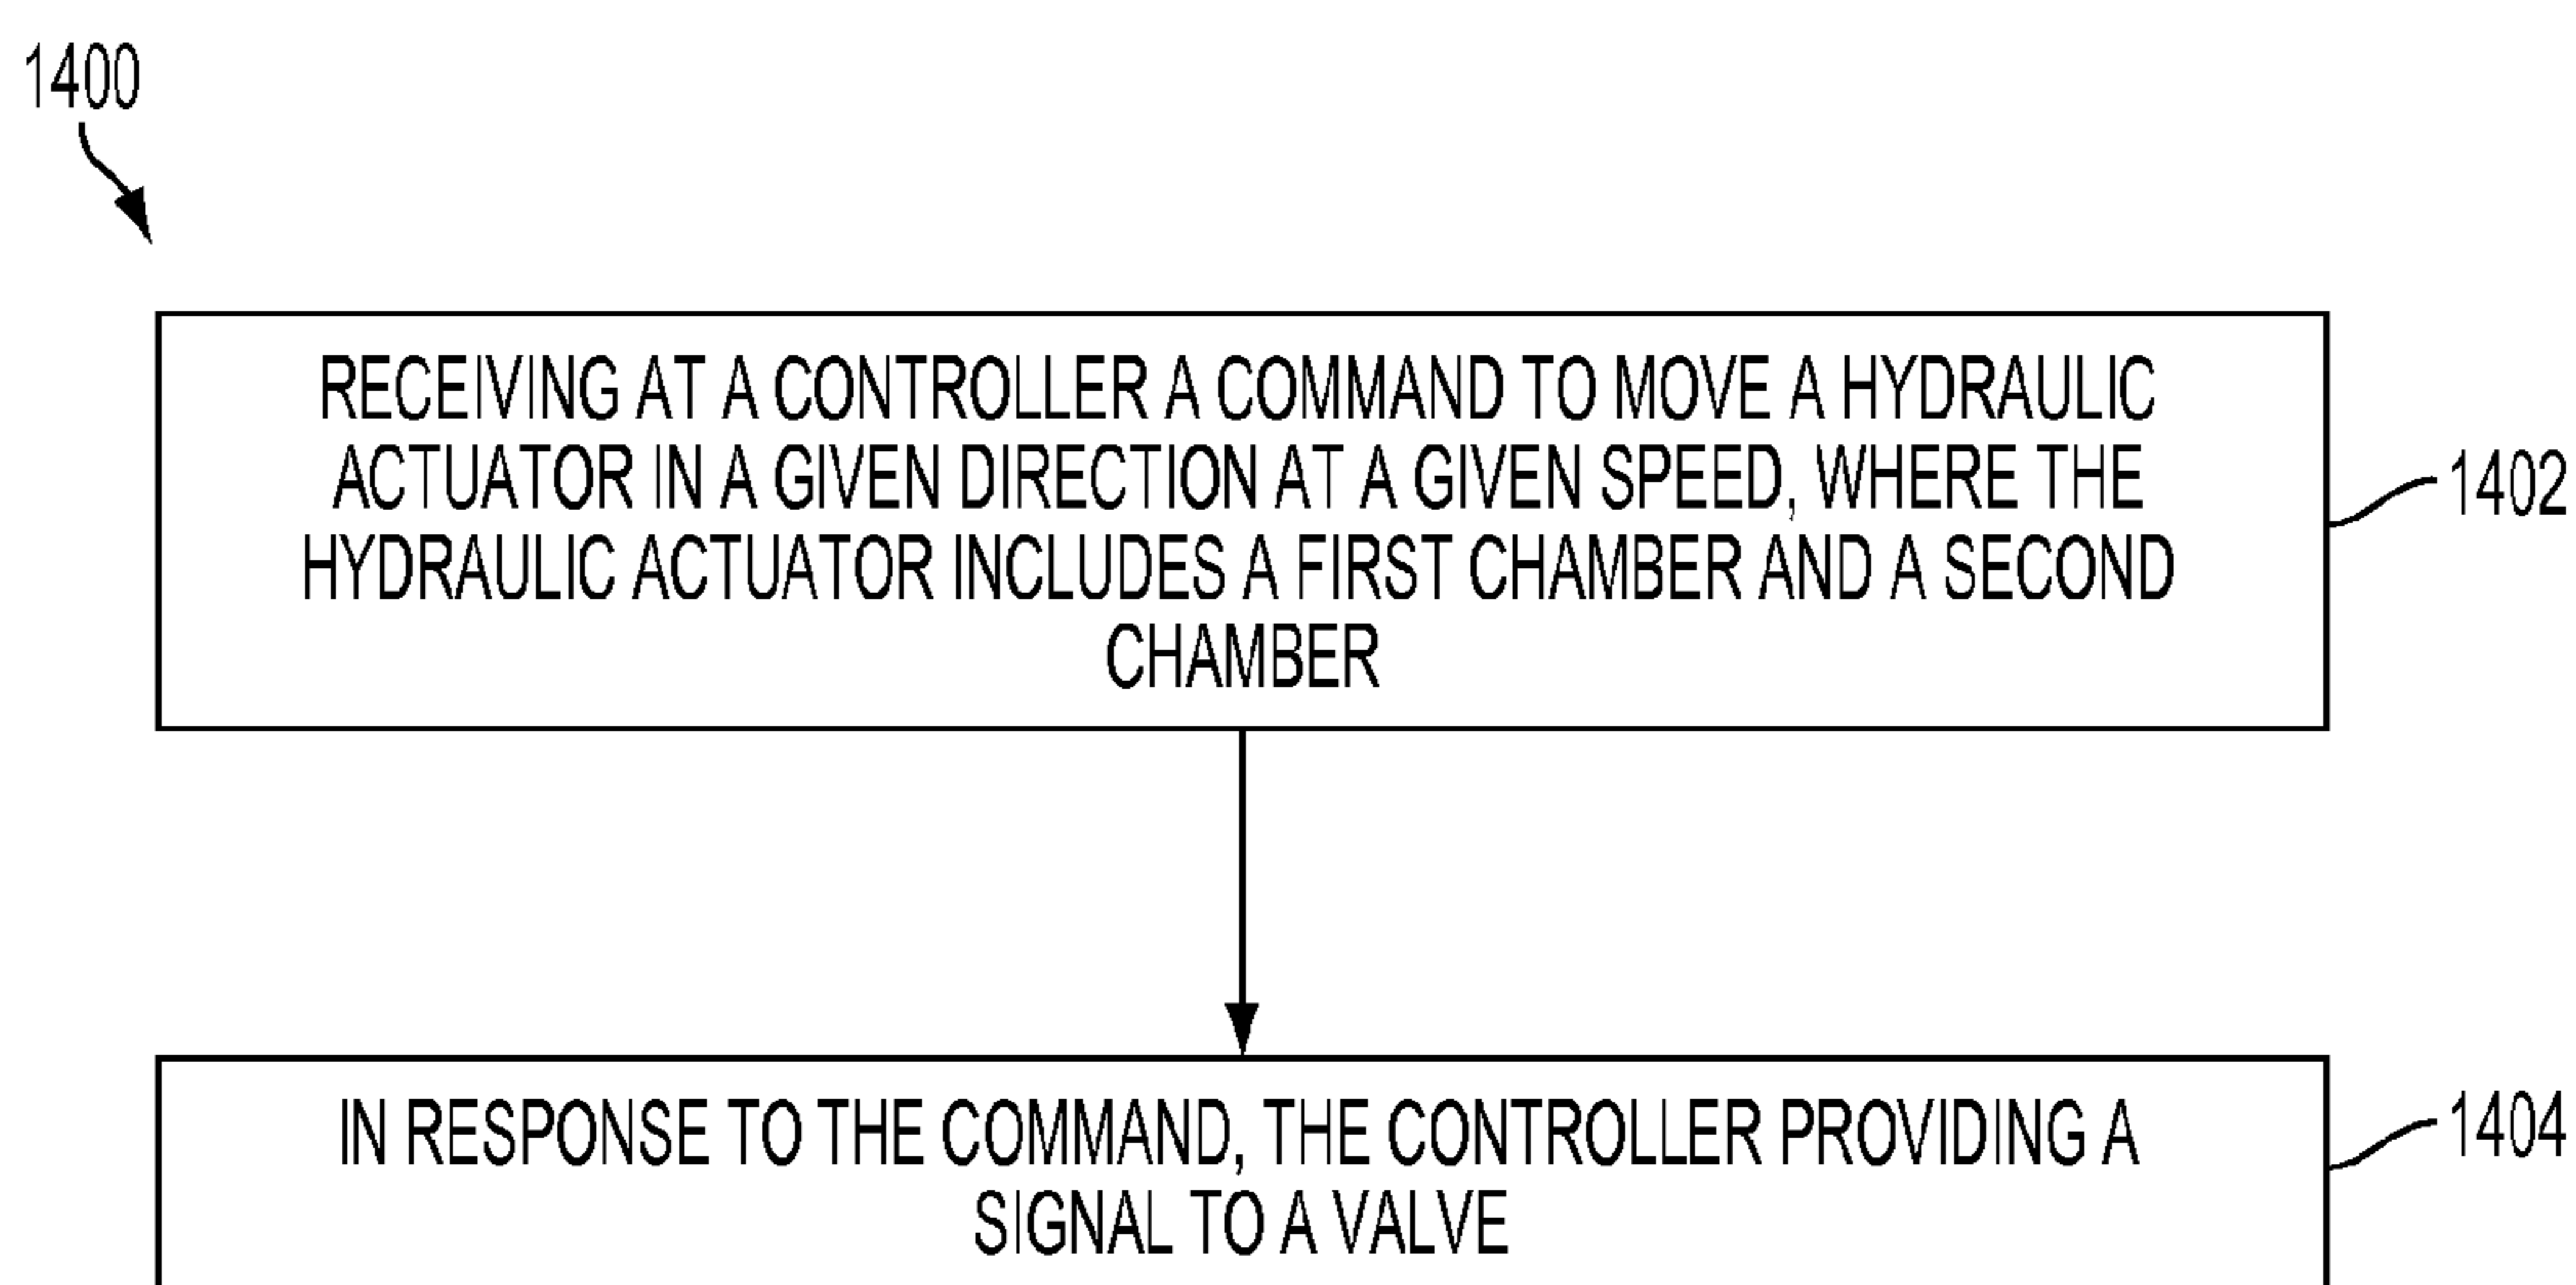 1400
RECEIVING AT A CONTROLLER A COMMAND TO MOVE A HYDRAULIC
ACTUATOR IN A GIVEN DIRECTION AT A GIVEN SPEED, WHERE THE
HYDRAULIC ACTUATOR INCLUDES A FIRST CHAMBER AND A SECOND
CHAMBER
1402
IN RESPONSE TO THE COMMAND, THE CONTROLLER PROVIDING A
SIGNAL TO A VALVE
1404